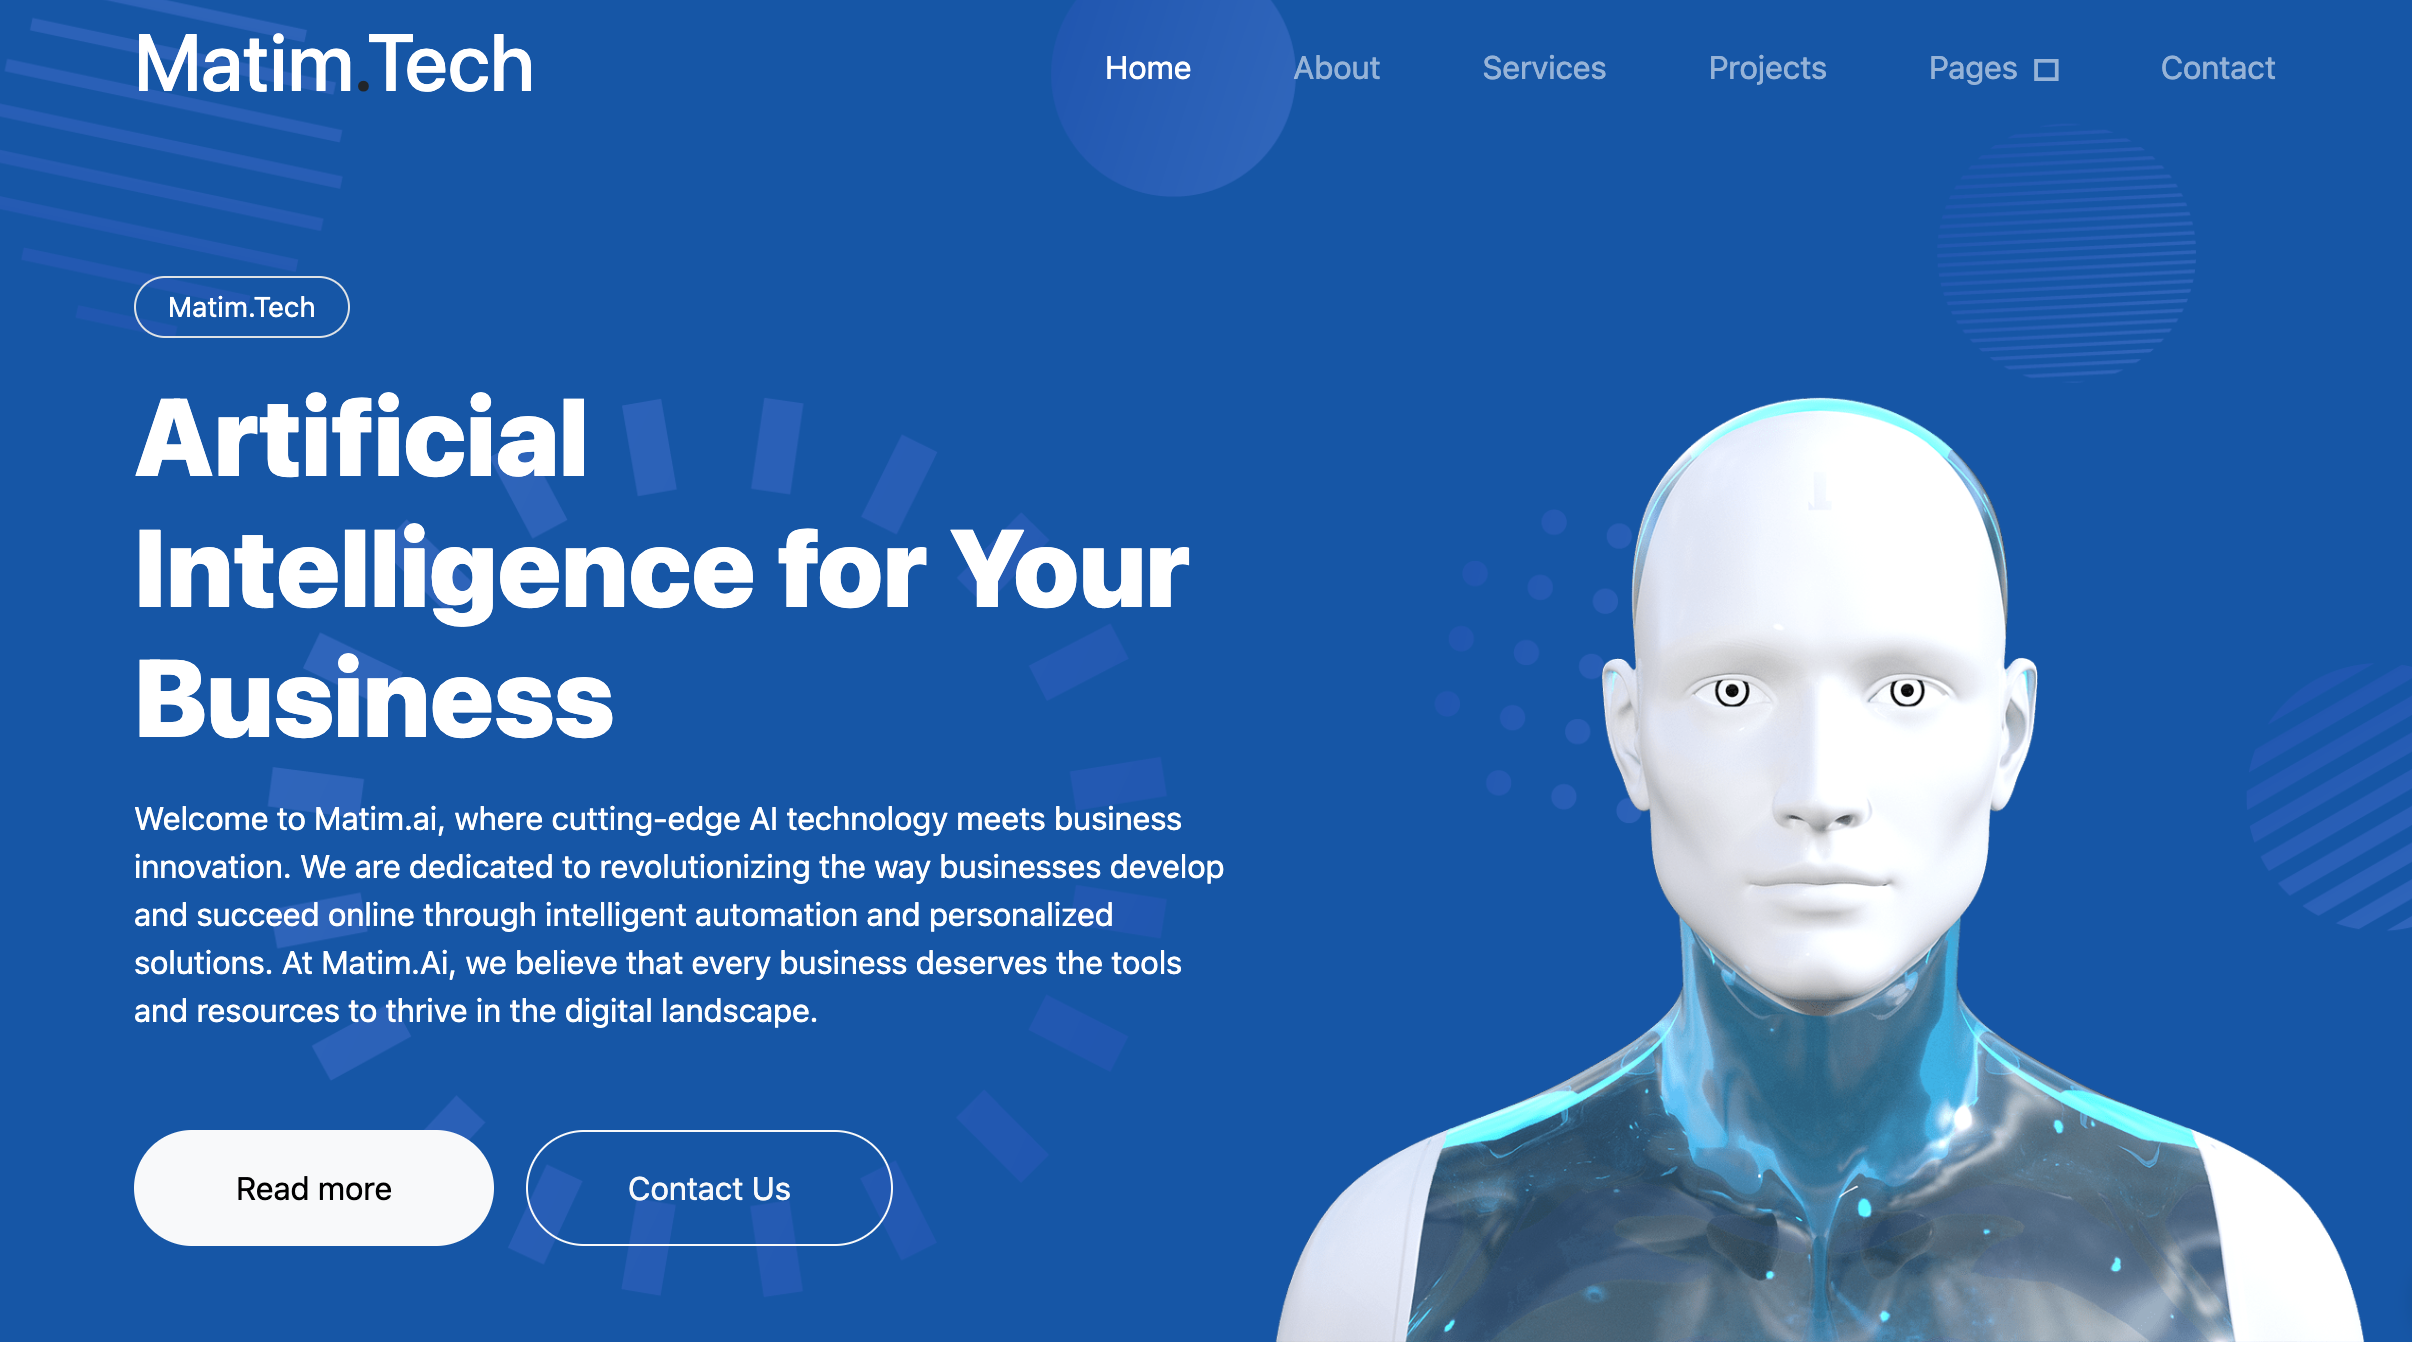 Matim.Tech
Home About Services Projects Pages Contact
Matim.Tech
Artificial
Intelligence for Your
Business
Welcome to Matim.ai, where cutting-edge AI technology meets business
innovation. We are dedicated to revolutionizing the way businesses develop
and succeed online through intelligent automation and personalized
solutions. At Matim.Ai, we believe that every business deserves the tools
and resources to thrive in the digital landscape.
Read more Contact Us